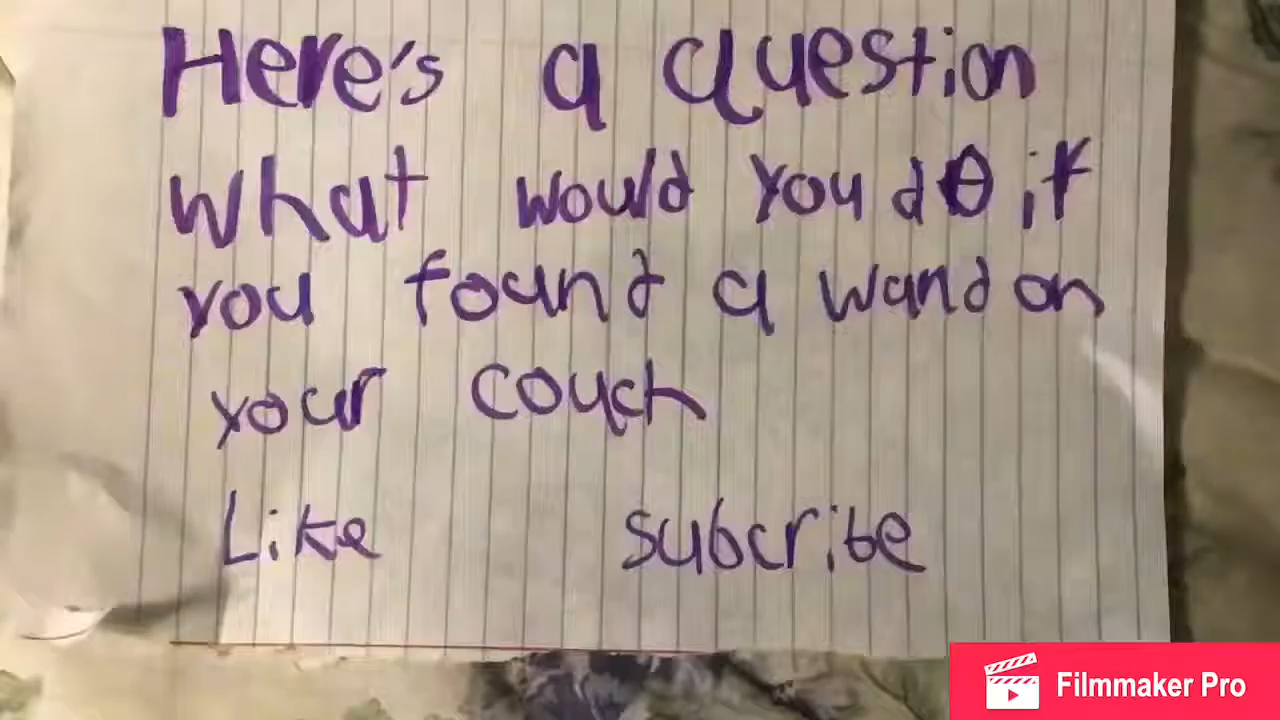 Here's a question
What would you do if
you found a wand on
your couch
Like subcribe
Filmmaker Pro